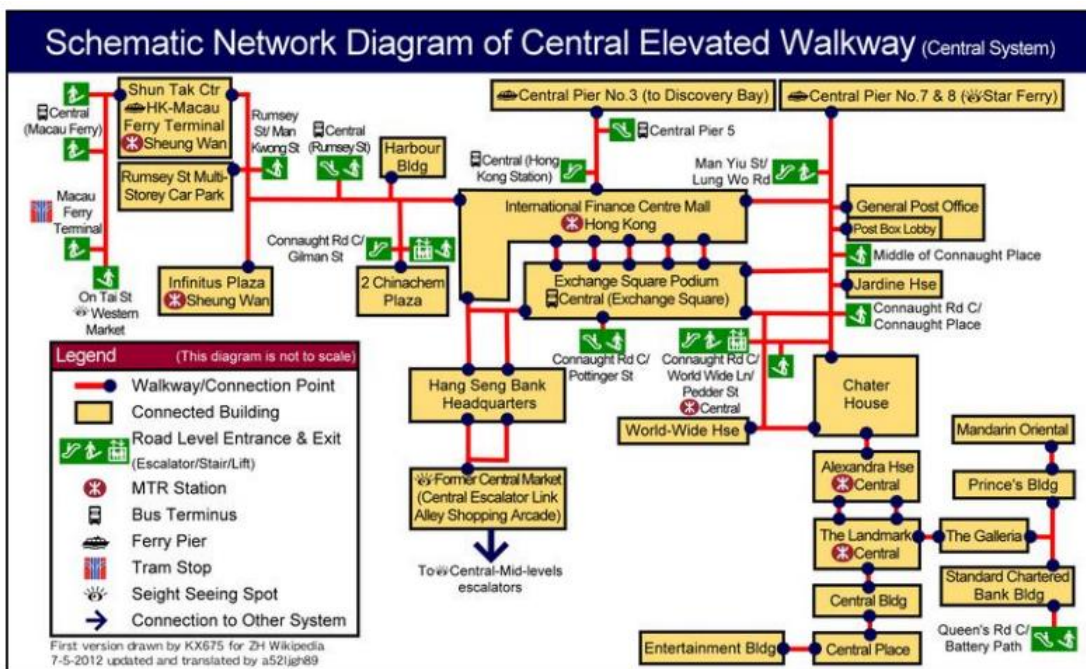 Schematic Network Diagram of Central Elevated Walkway (Central System)
Shun Tak Ctr
HK-Macau
Ferry Terminal
Sheung Wan
Central
(Macau Ferry)
Rumsey St Multi-
Storey Car Park
Macau
Ferry
Terminal
On Tai St
Western
Market
Rumsey
St/ Man
Kwong St
Central
(Rumsey St)
Harbour
Bldg
Infinitus Plaza
Sheung Wan
Connaught Rd C/
Gilman St
2 Chinachem
Plaza
Central Pier No.3 (to Discovery Bay)
Central Pier 5
Central (Hong
Kong Station)
Central Pier No.7 & 8 (Star Ferry)
Man Yiu St/
Lung Wo Rd
International Finance Centre Mall
Hong Kong
General Post Office
Post Box Lobby
Middle of Connaught Place
Exchange Square Podium
Central (Exchange Square)
Jardine Hse
Connaught Rd C/
Connaught Place
Connaught Rd C/
Pottinger St
Connaught Rd C/
World Wide Ln/
Pedder St
Central
Hang Seng Bank
Headquarters
World-Wide Hse
Chater
House
Former Central Market
(Central Escalator Link
Alley Shopping Arcade)
To Central-Mid-levels
escalators
Alexandra Hse
Central
The Landmark
Central
The Galleria
Mandarin Oriental
Prince's Bldg
Standard Chartered
Bank Bldg
Queen's Rd C/
Battery Path
Central Bldg
Central Place
Entertainment Bldg
Legend (This diagram is not to scale)
Walkway/Connection Point
Connected Building
Road Level Entrance & Exit
(Escalator/Stair/Lift)
MTR Station
Bus Terminus
Ferry Pier
Tram Stop
Seight Seeing Spot
Connection to Other System
First version drawn by KX675 for ZH Wikipedia
7-5-2012 updated and translated by a52ljgh89